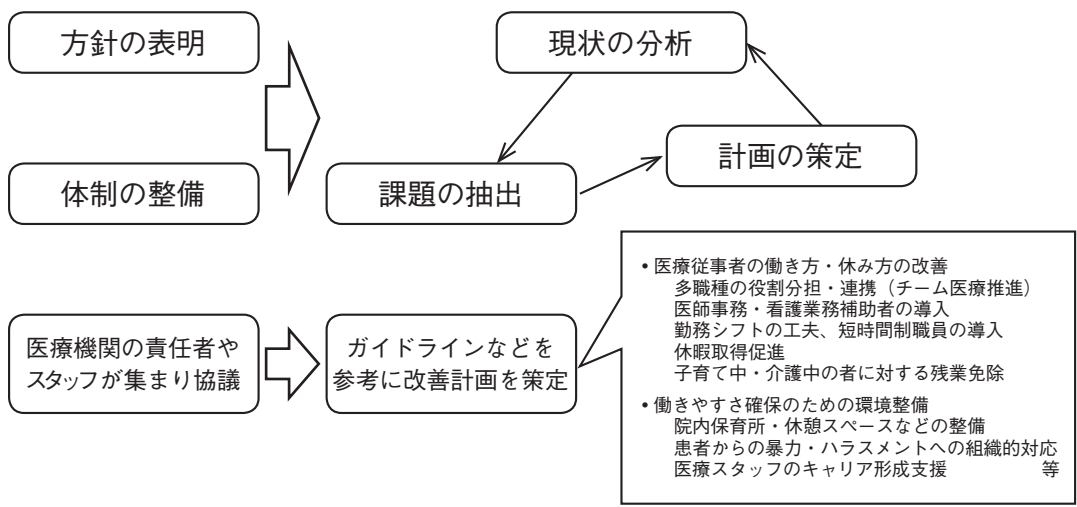 方針の表明
体制の整備
現状の分析
課題の抽出
計画の策定
医療機関の責任者や
スタッフが集まり協議
ガイドラインなどを
参考に改善計画を策定
• 医療従事者の働き方・休み方の改善
多職種の役割分担・連携（チーム医療推進）
医師事務・看護業務補助者の導入
勤務シフトの工夫、短時間制職員の導入
休暇取得促進
子育て中・介護中の者に対する残業免除
• 働きやすさ確保のための環境整備
院内保育所・休憩スペースなどの整備
患者からの暴力・ハラスメントへの組織的対応
医療スタッフのキャリア形成支援　等